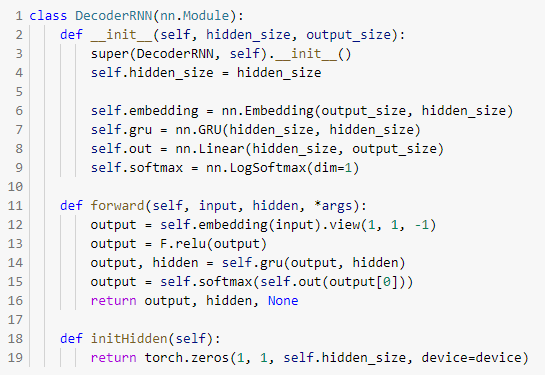 1 class DecoderRNN(nn.Module):
2     def __init__(self, hidden_size, output_size):
3         super(DecoderRNN, self).__init__()
4         self.hidden_size = hidden_size
5
6         self.embedding = nn.Embedding(output_size, hidden_size)
7         self.gru = nn.GRU(hidden_size, hidden_size)
8         self.out = nn.Linear(hidden_size, output_size)
9         self.softmax = nn.LogSoftmax(dim=1)
10
11     def forward(self, input, hidden, *args):
12         output = self.embedding(input).view(1, 1, -1)
13         output = F.relu(output)
14         output, hidden = self.gru(output, hidden)
15         output = self.softmax(self.out(output[0]))
16         return output, hidden, None
17
18     def initHidden(self):
19         return torch.zeros(1, 1, self.hidden_size, device=device)